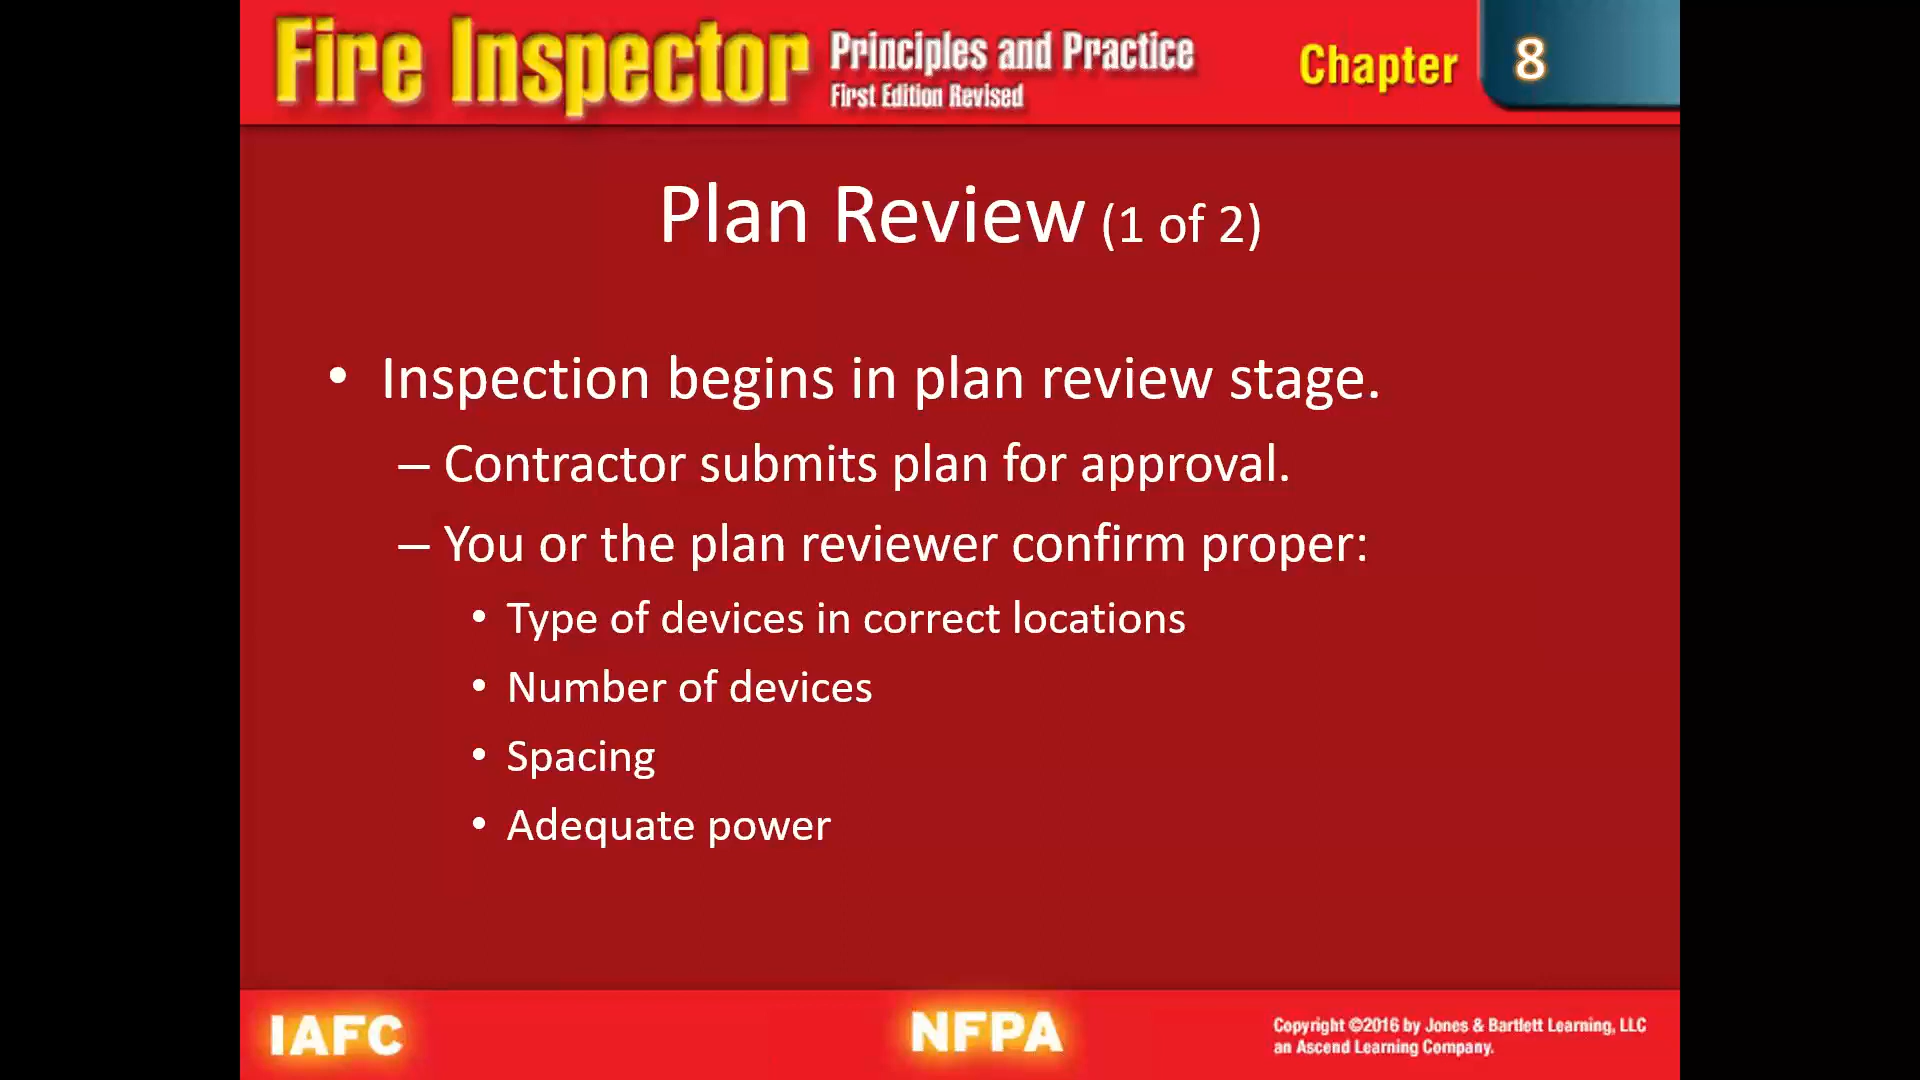 Fire Inspector Principles and Practice
First Edition Revised
Chapter 8
Plan Review (1 of 2)
• Inspection begins in plan review stage.
– Contractor submits plan for approval.
– You or the plan reviewer confirm proper:
• Type of devices in correct locations
• Number of devices
• Spacing
• Adequate power
IAFC
NFPA
Copyright ©2016 by Jones & Bartlett Learning, LLC
an Ascend Learning Company.